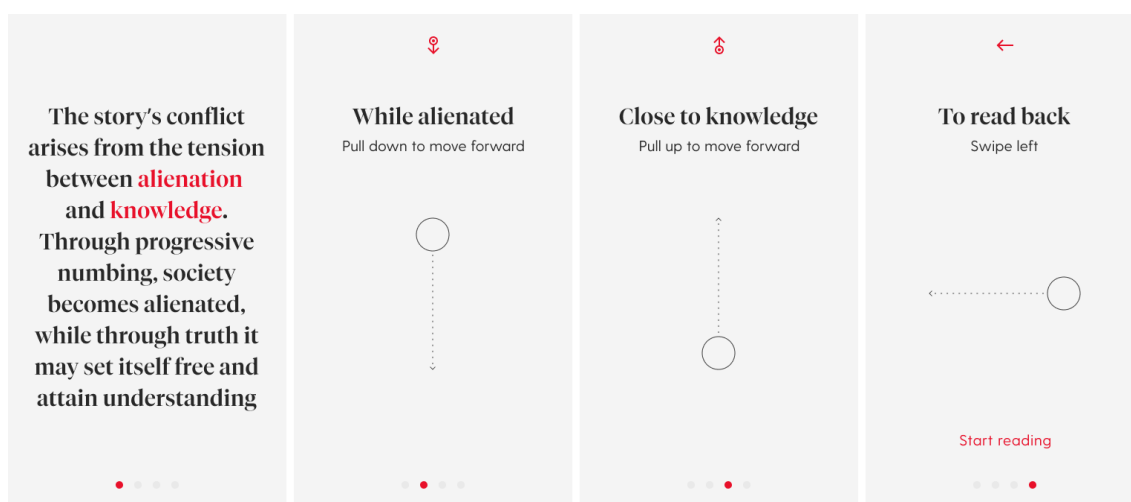 The story's conflict
arises from the tension
between alienation
and knowledge.
Through progressive
numbing, society
becomes alienated,
while through truth it
may set itself free and
attain understanding
While alienated
Pull down to move forward
Close to knowledge
Pull up to move forward
To read back
Swipe left
Start reading